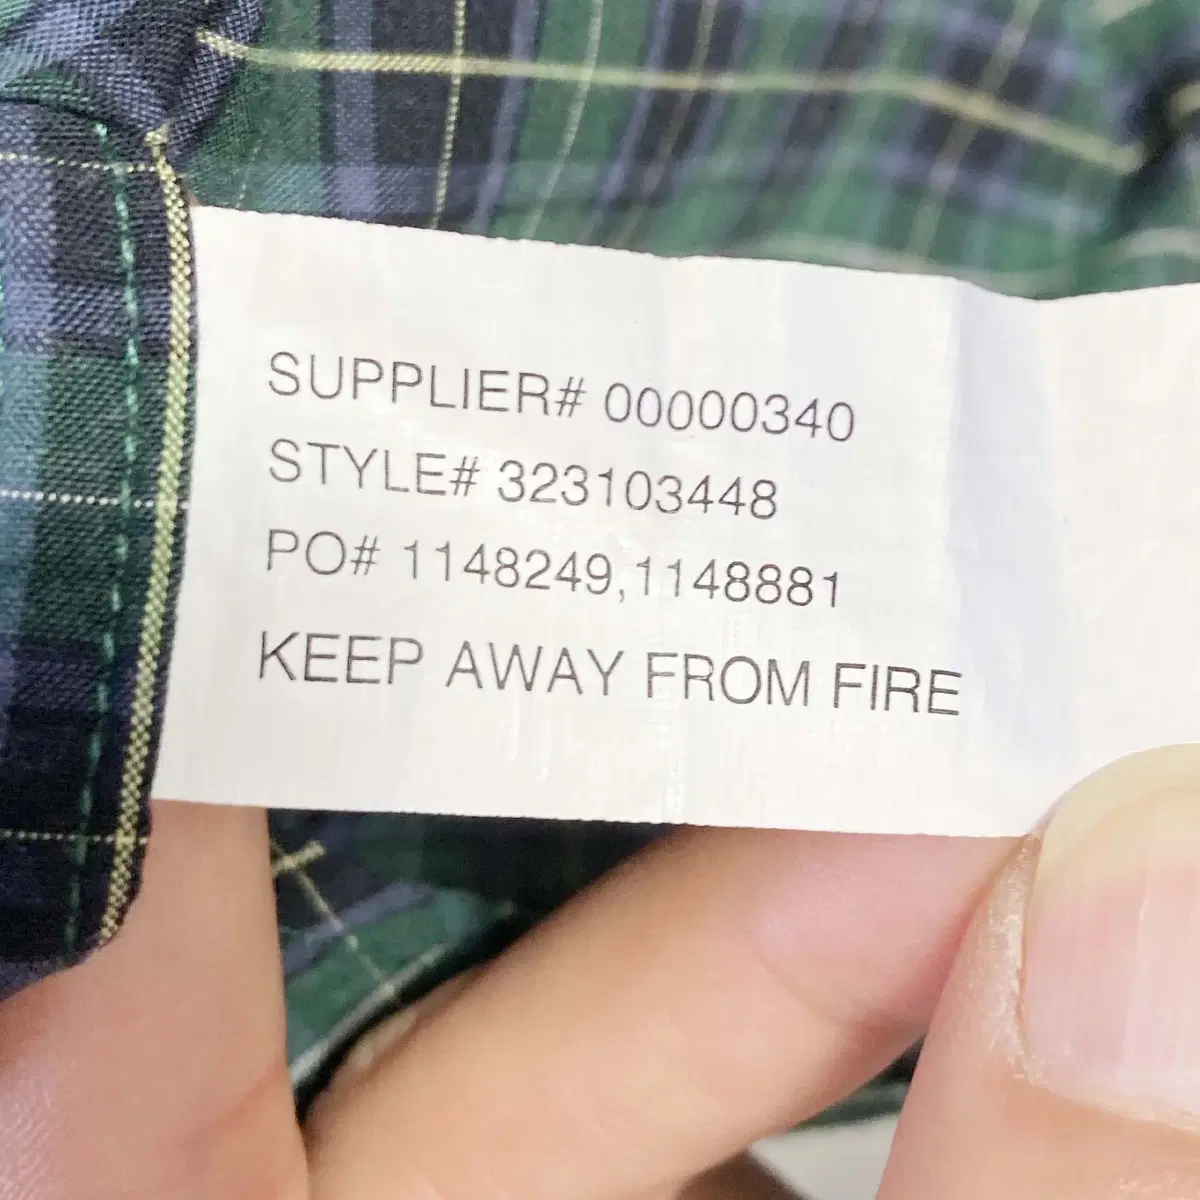 SUPPLIER# 00000340
STYLE# 323103448
PO# 1148249,1148881
KEEP AWAY FROM FIRE